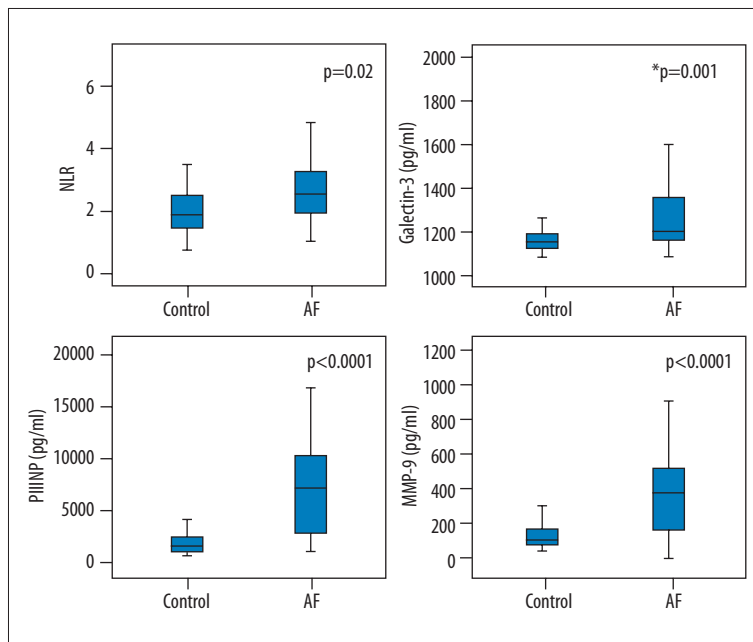 p=0.02
6
4
2
0
NLR
Control AF
*p=0.001
2000
1800
1600
1400
1200
1000
Galectin-3 (pg/ml)
Control AF
p<0.0001
20000
15000
10000
5000
0
PIIINP (pg/ml)
Control AF
p<0.0001
1200
1000
800
600
400
200
0
MMP-9 (pg/ml)
Control AF